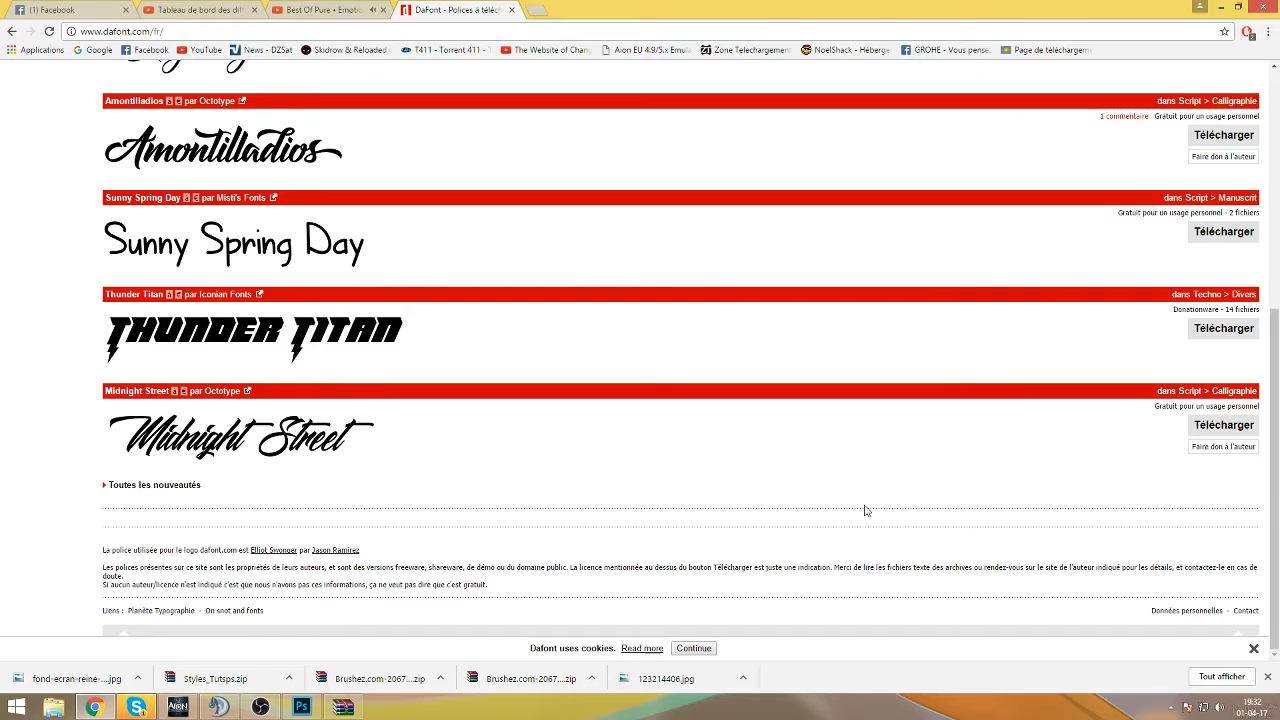 (1) Facebook
Tableau de bord des diff
Best Of Pure • Emotion
DaFont - Polices à téléch
www.dafont.com/fr/
Applications
Google
Facebook
YouTube
News - DZSat
Skidrow & Reloaded
T411 - Torrent 411 -
The Website of Chan
Aion EU 4.9/5.x Emula
Zone Telechargement
NoelShack - Héberge
GROHE - Vous pense
Page de téléchargem
Amontilladios à € par Octotype
dans Script > Calligraphie
1 commentaire Gratuit pour un usage personnel
Amontilladios
Télécharger
Faire don à l'auteur
Sunny Spring Day à € par Misti's Fonts
dans Script > Manuscrit
Gratuit pour un usage personnel - 2 fichiers
Sunny Spring Day
Télécharger
Thunder Titan à € par Iconian Fonts
dans Techno > Divers
Donationware - 14 fichiers
Thunder Titan
Télécharger
Midnight Street à € par Octotype
dans Script > Calligraphie
Gratuit pour un usage personnel
Midnight Street
Télécharger
Faire don à l'auteur
Toutes les nouveautés
La police utilisée pour le logo dafont.com est Elliot Swonger par Jason Ramirez
Les polices présentes sur ce site sont les propriétés de leurs auteurs, et sont des versions freeware, shareware, de démo ou du domaine public. La licence mentionnée au dessus du bouton Télécharger est juste une indication. Merci de lire les fichiers texte des archives ou rendez-vous sur le site de l'auteur indiqué pour les détails, et contactez-le en cas de
doute.
Si aucun auteur/licence n'est indiqué c'est que nous n'avons pas ces informations, ça ne veut pas dire que c'est gratuit.
Liens : Planète Typographie - On snot and fonts
Données personnelles - Contact
Dafont uses cookies. Read more Continue
fond-ecran-reine-....jpg
Styles_Tutsps.zip
Brushez.com-2067....zip
Brushez.com-2067....zip
123214406.jpg
Tout afficher
19:32
01-04-17